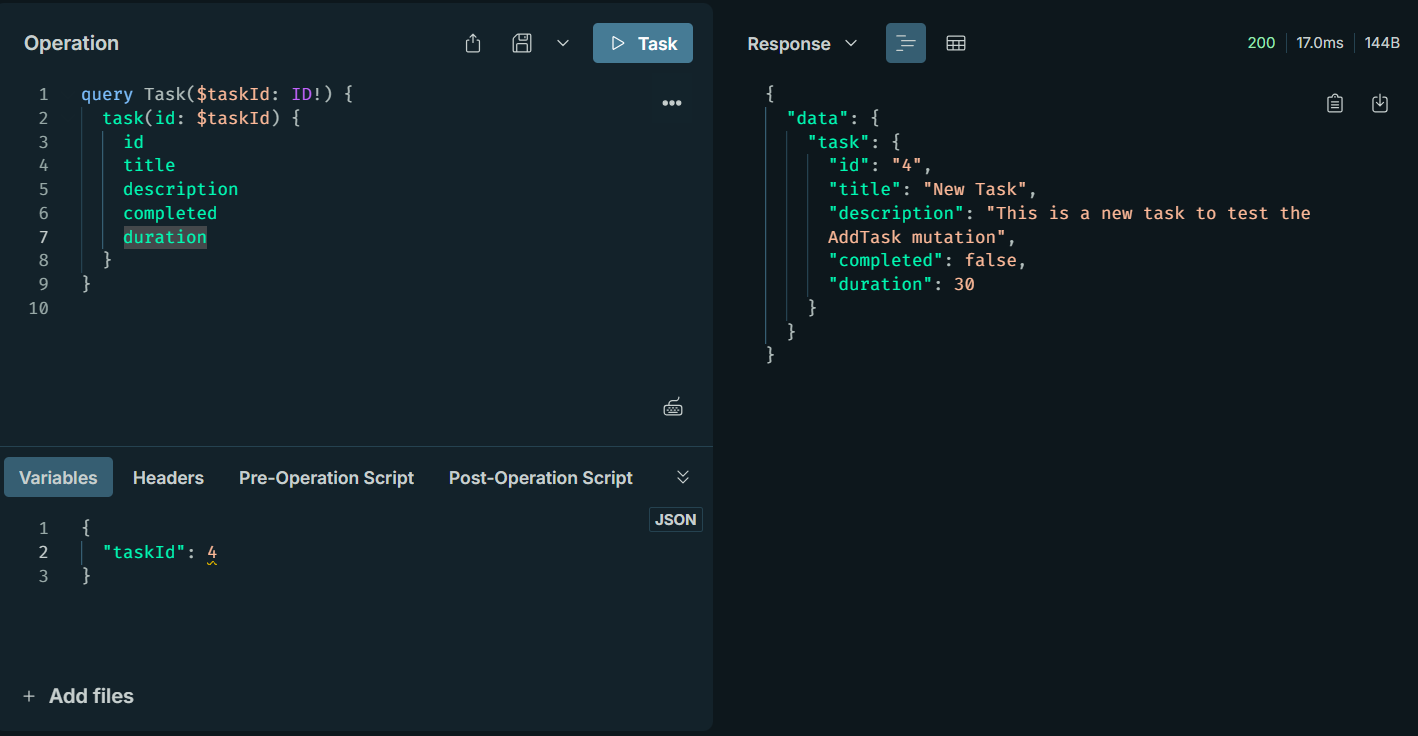 Operation
Task
1 query Task($taskId: ID!) {
2 task(id: $taskId) {
3 id
4 title
5 description
6 completed
7 duration
8 }
9 }
10
Variables Headers Pre-Operation Script Post-Operation Script
JSON
1 {
2 "taskId": 4
3 }
+ Add files
Response
200 17.0ms 144B
{
"data": {
"task": {
"id": "4",
"title": "New Task",
"description": "This is a new task to test the
AddTask mutation",
"completed": false,
"duration": 30
}
}
}